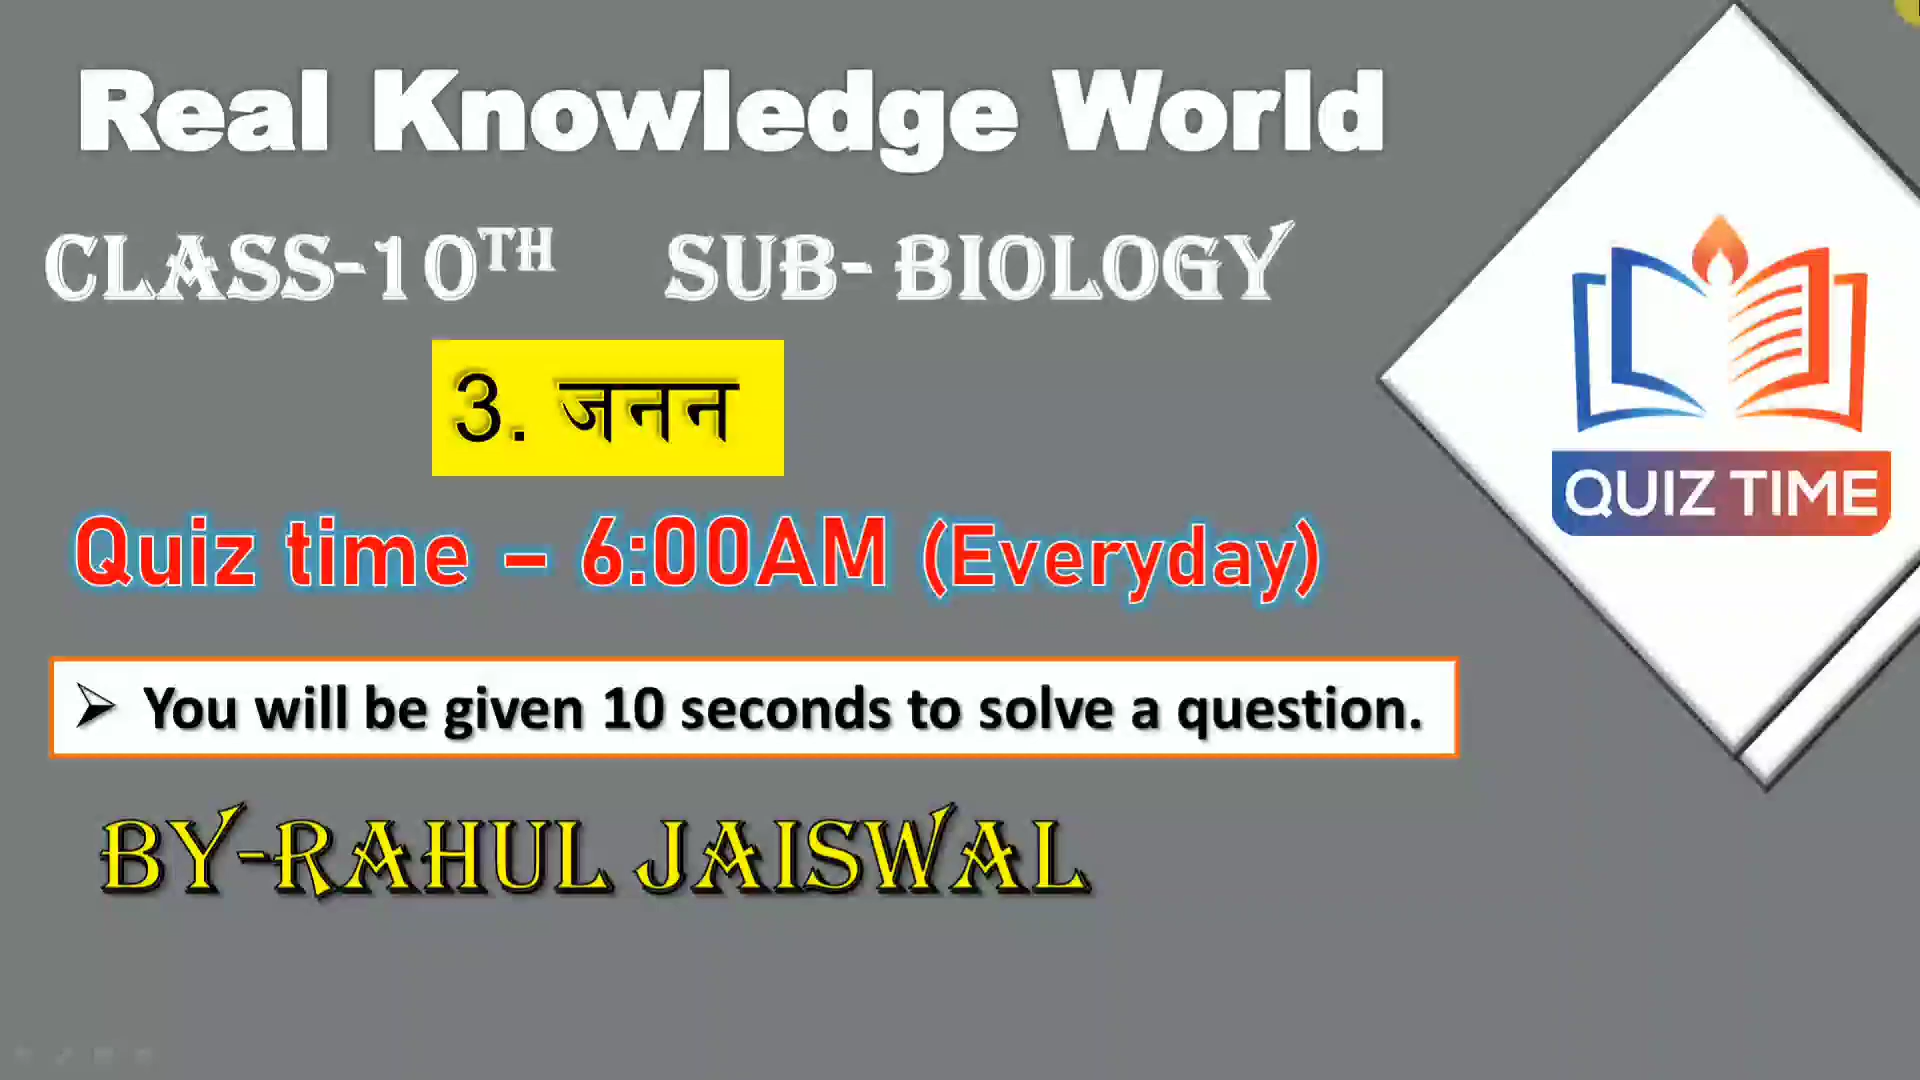 Real Knowledge World
CLASS-10TH SUB- BIOLOGY
3. जनन
Quiz time – 6:00AM (Everyday)
➢ You will be given 10 seconds to solve a question.
BY-RAHUL JAISWAL
QUIZ TIME